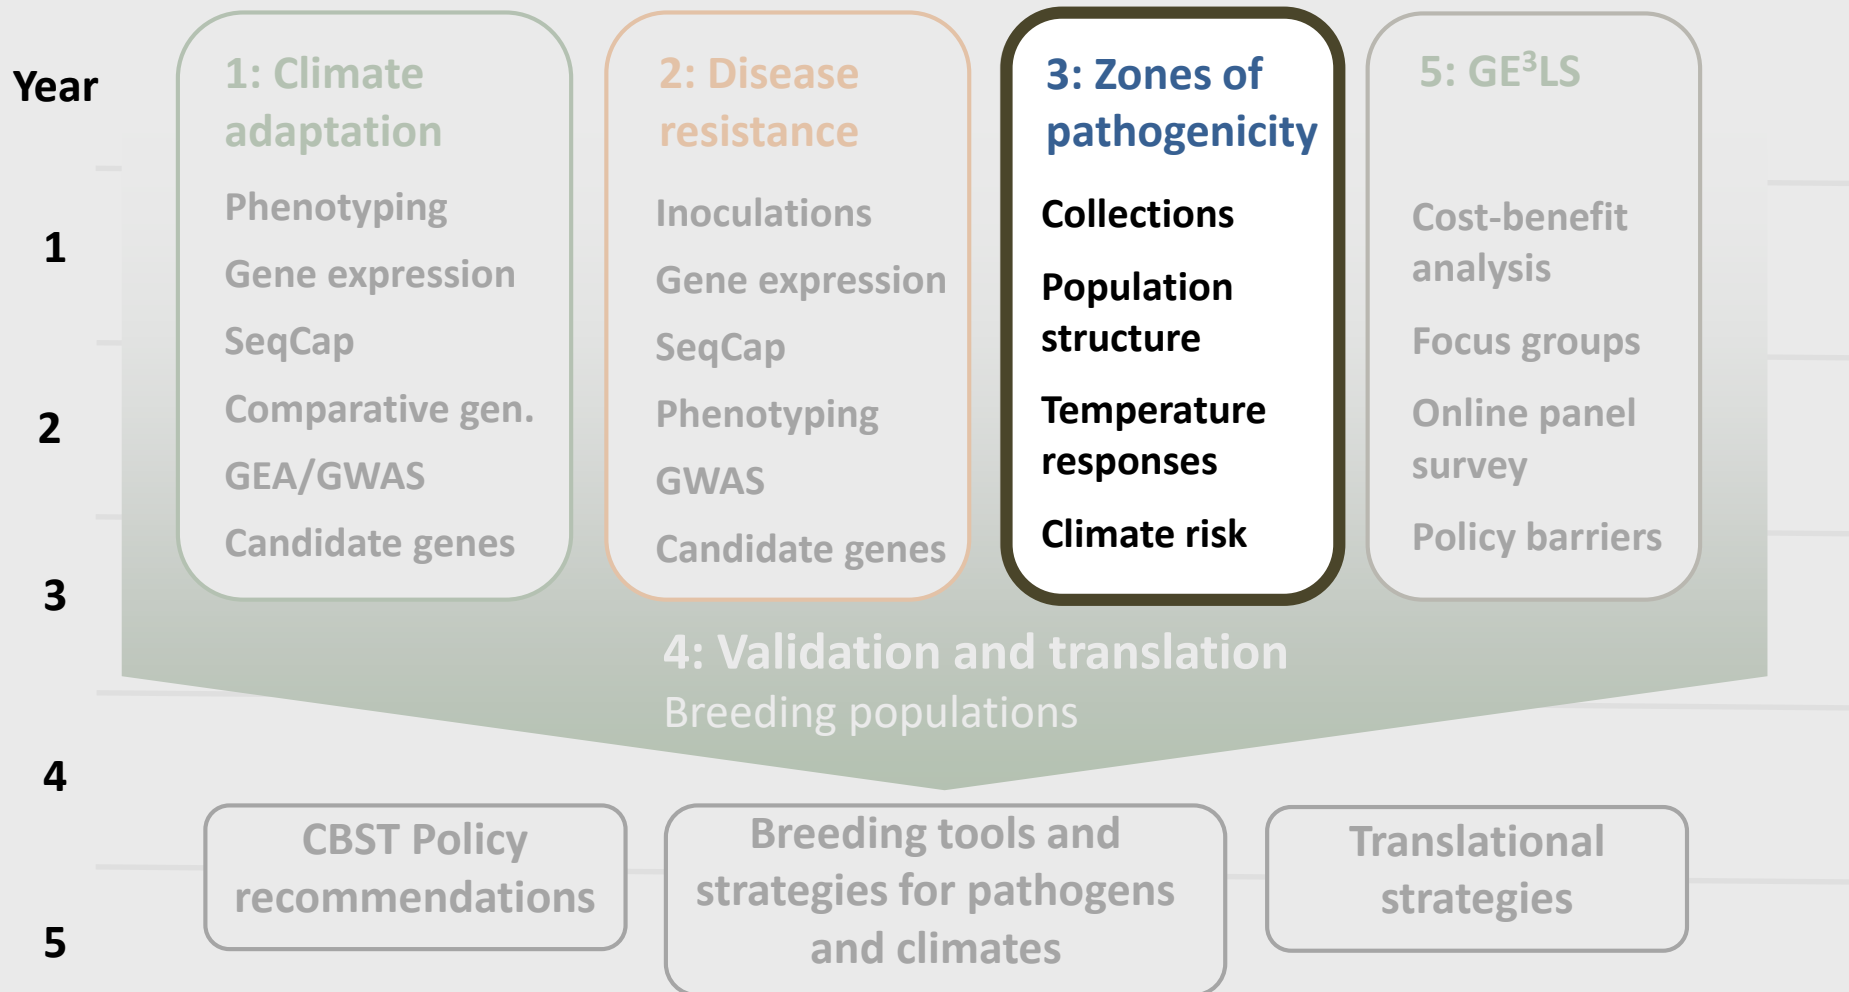 Year
1
2
3
4
5
1: Climate
adaptation
Phenotyping
Gene expression
SeqCap
Comparative gen.
GEA/GWAS
Candidate genes
2: Disease
resistance
Inoculations
Gene expression
SeqCap
Phenotyping
GWAS
Candidate genes
3: Zones of
pathogenicity
Collections
Population
structure
Temperature
responses
Climate risk
5: GE³LS
Cost-benefit
analysis
Focus groups
Online panel
survey
Policy barriers
4: Validation and translation
Breeding populations
CBST Policy
recommendations
Breeding tools and
strategies for pathogens
and climates
Translational
strategies